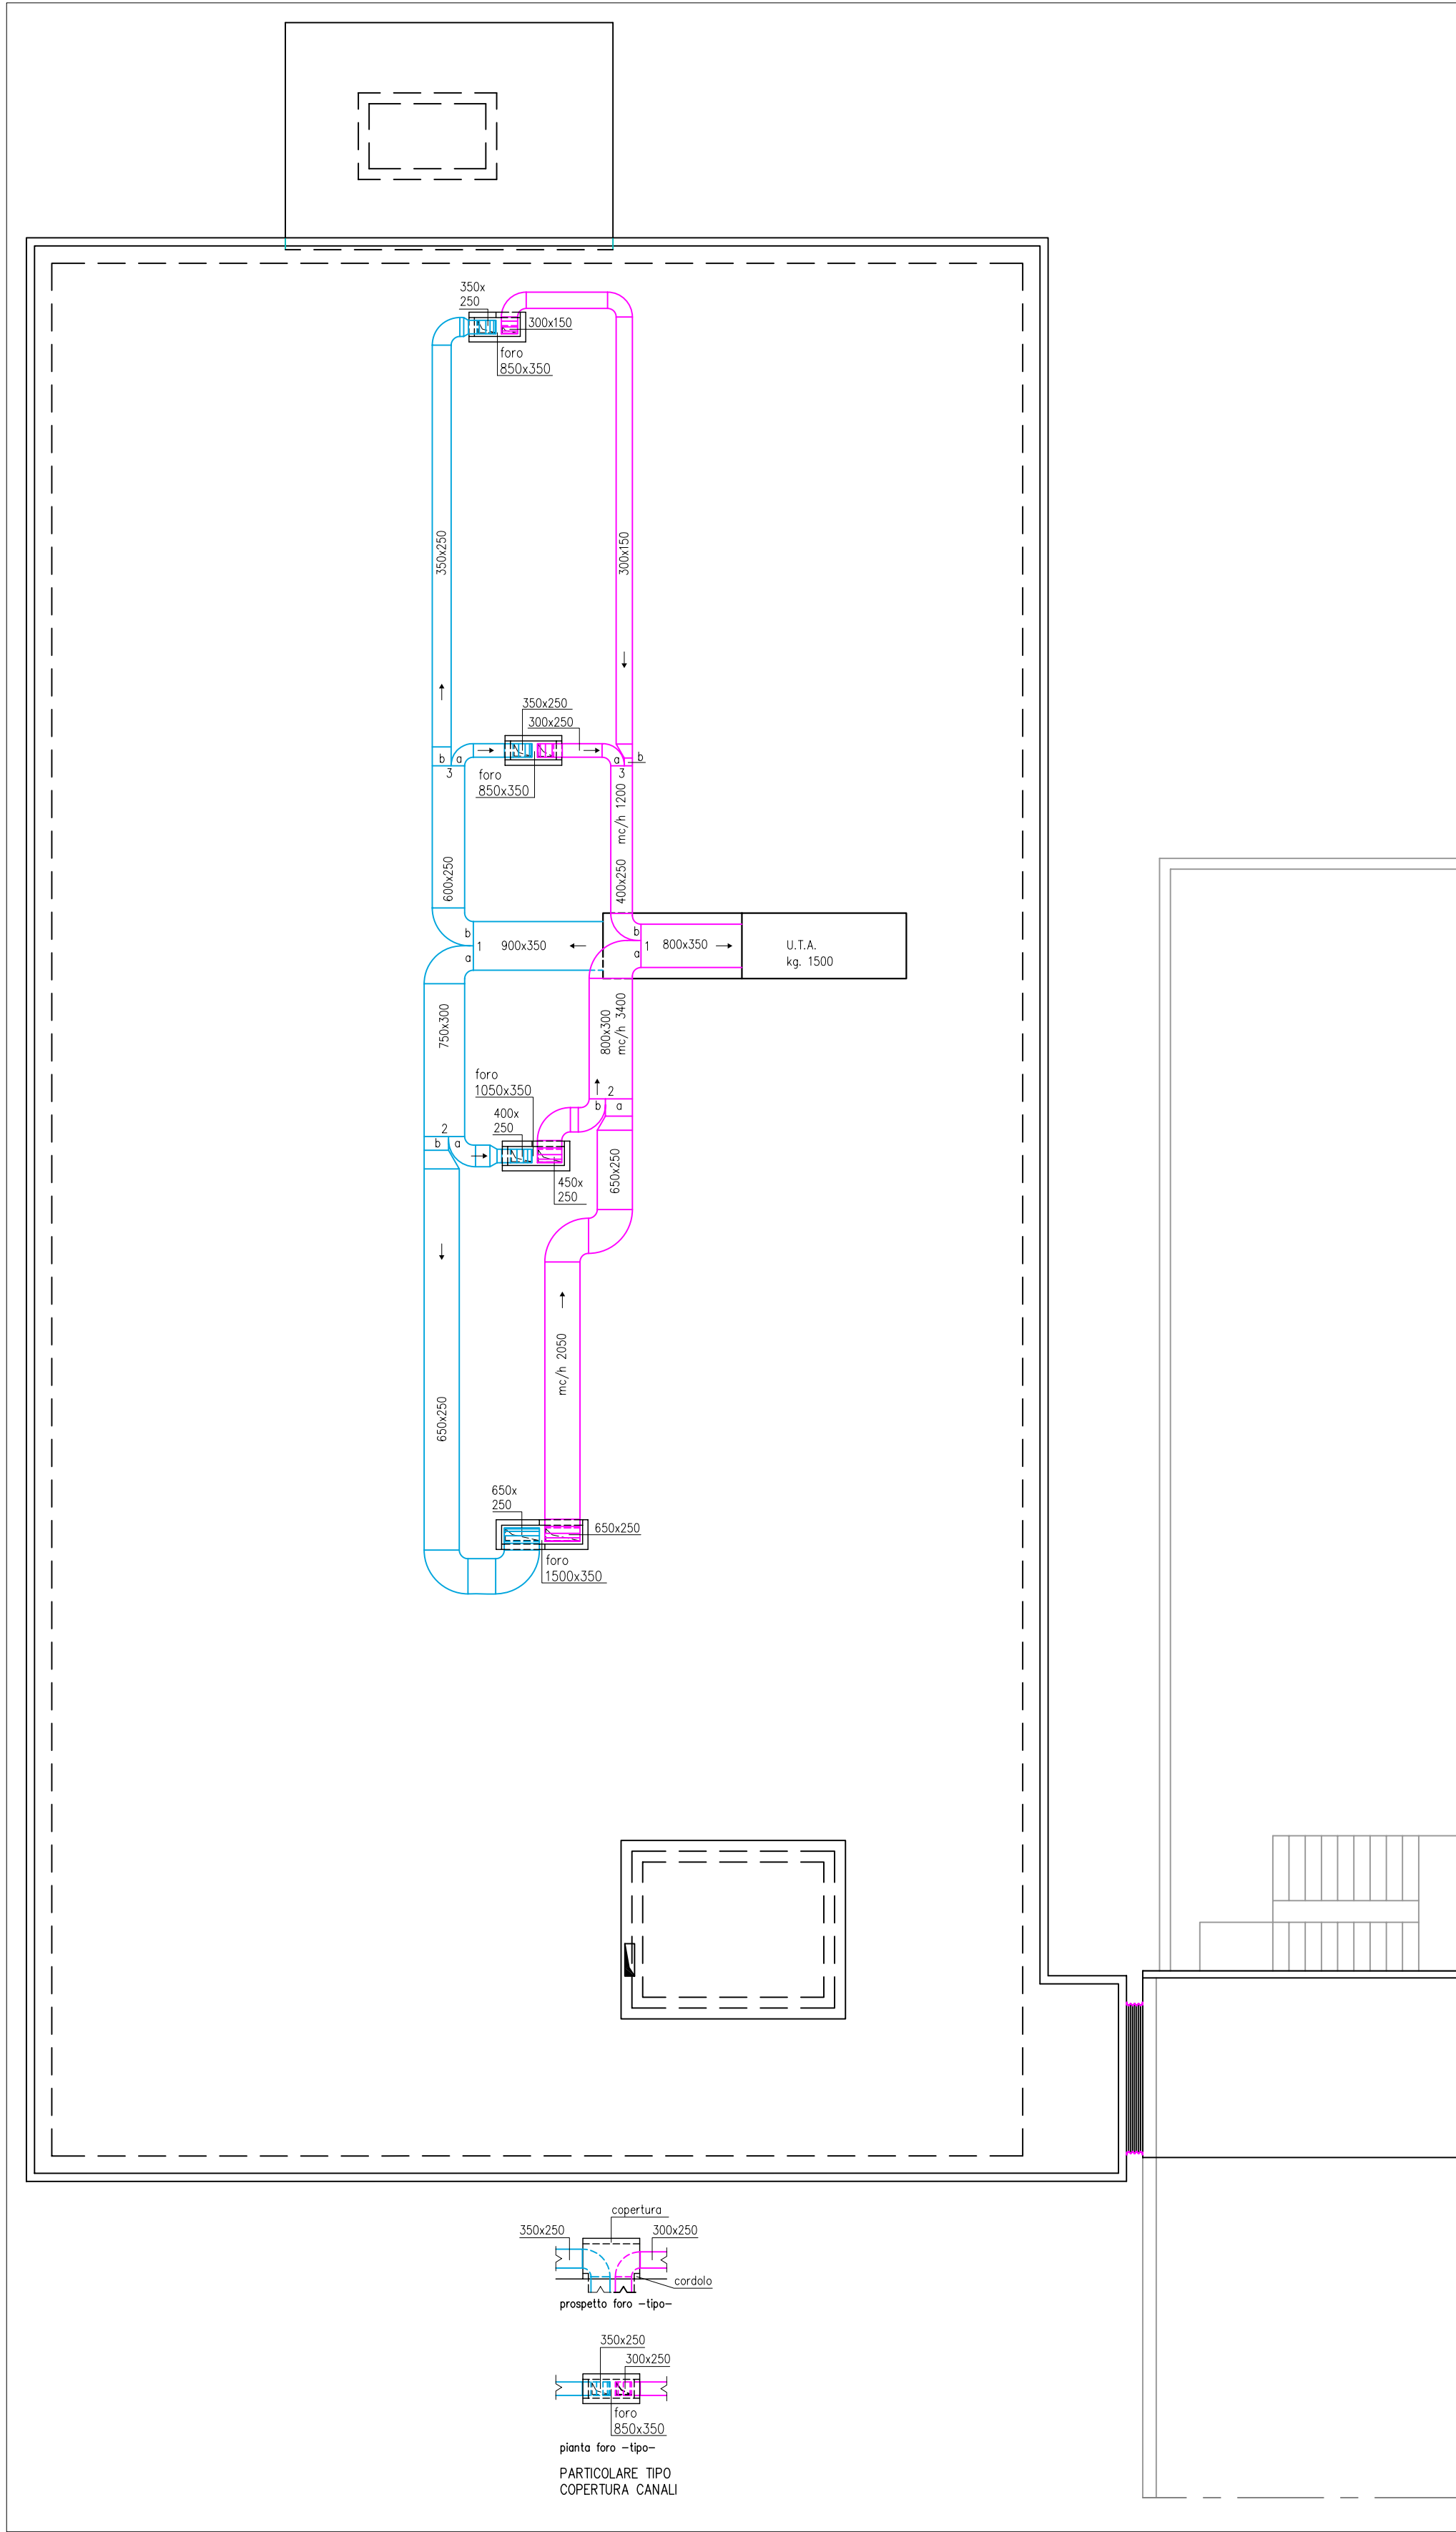 350x
250
300x150
foro
850x350
350x250
300x150
350x250
300x250
b
a
3
a
b
3
foro
850x350
mc/h 1200
600x250
400x250
b
1
a
900x350
b
1
a
800x350
U.T.A.
kg. 1500
750x300
800x300
mc/h 3400
foro
1050x350
2
b
a
400x
250
2
b
a
450x
250
650x250
mc/h 2050
650x250
650x
250
650x250
foro
1500x350
copertura
350x250
300x250
cordolo
prospetto foro -tipo-
350x250
300x250
foro
850x350
pianta foro -tipo-
PARTICOLARE TIPO
COPERTURA CANALI